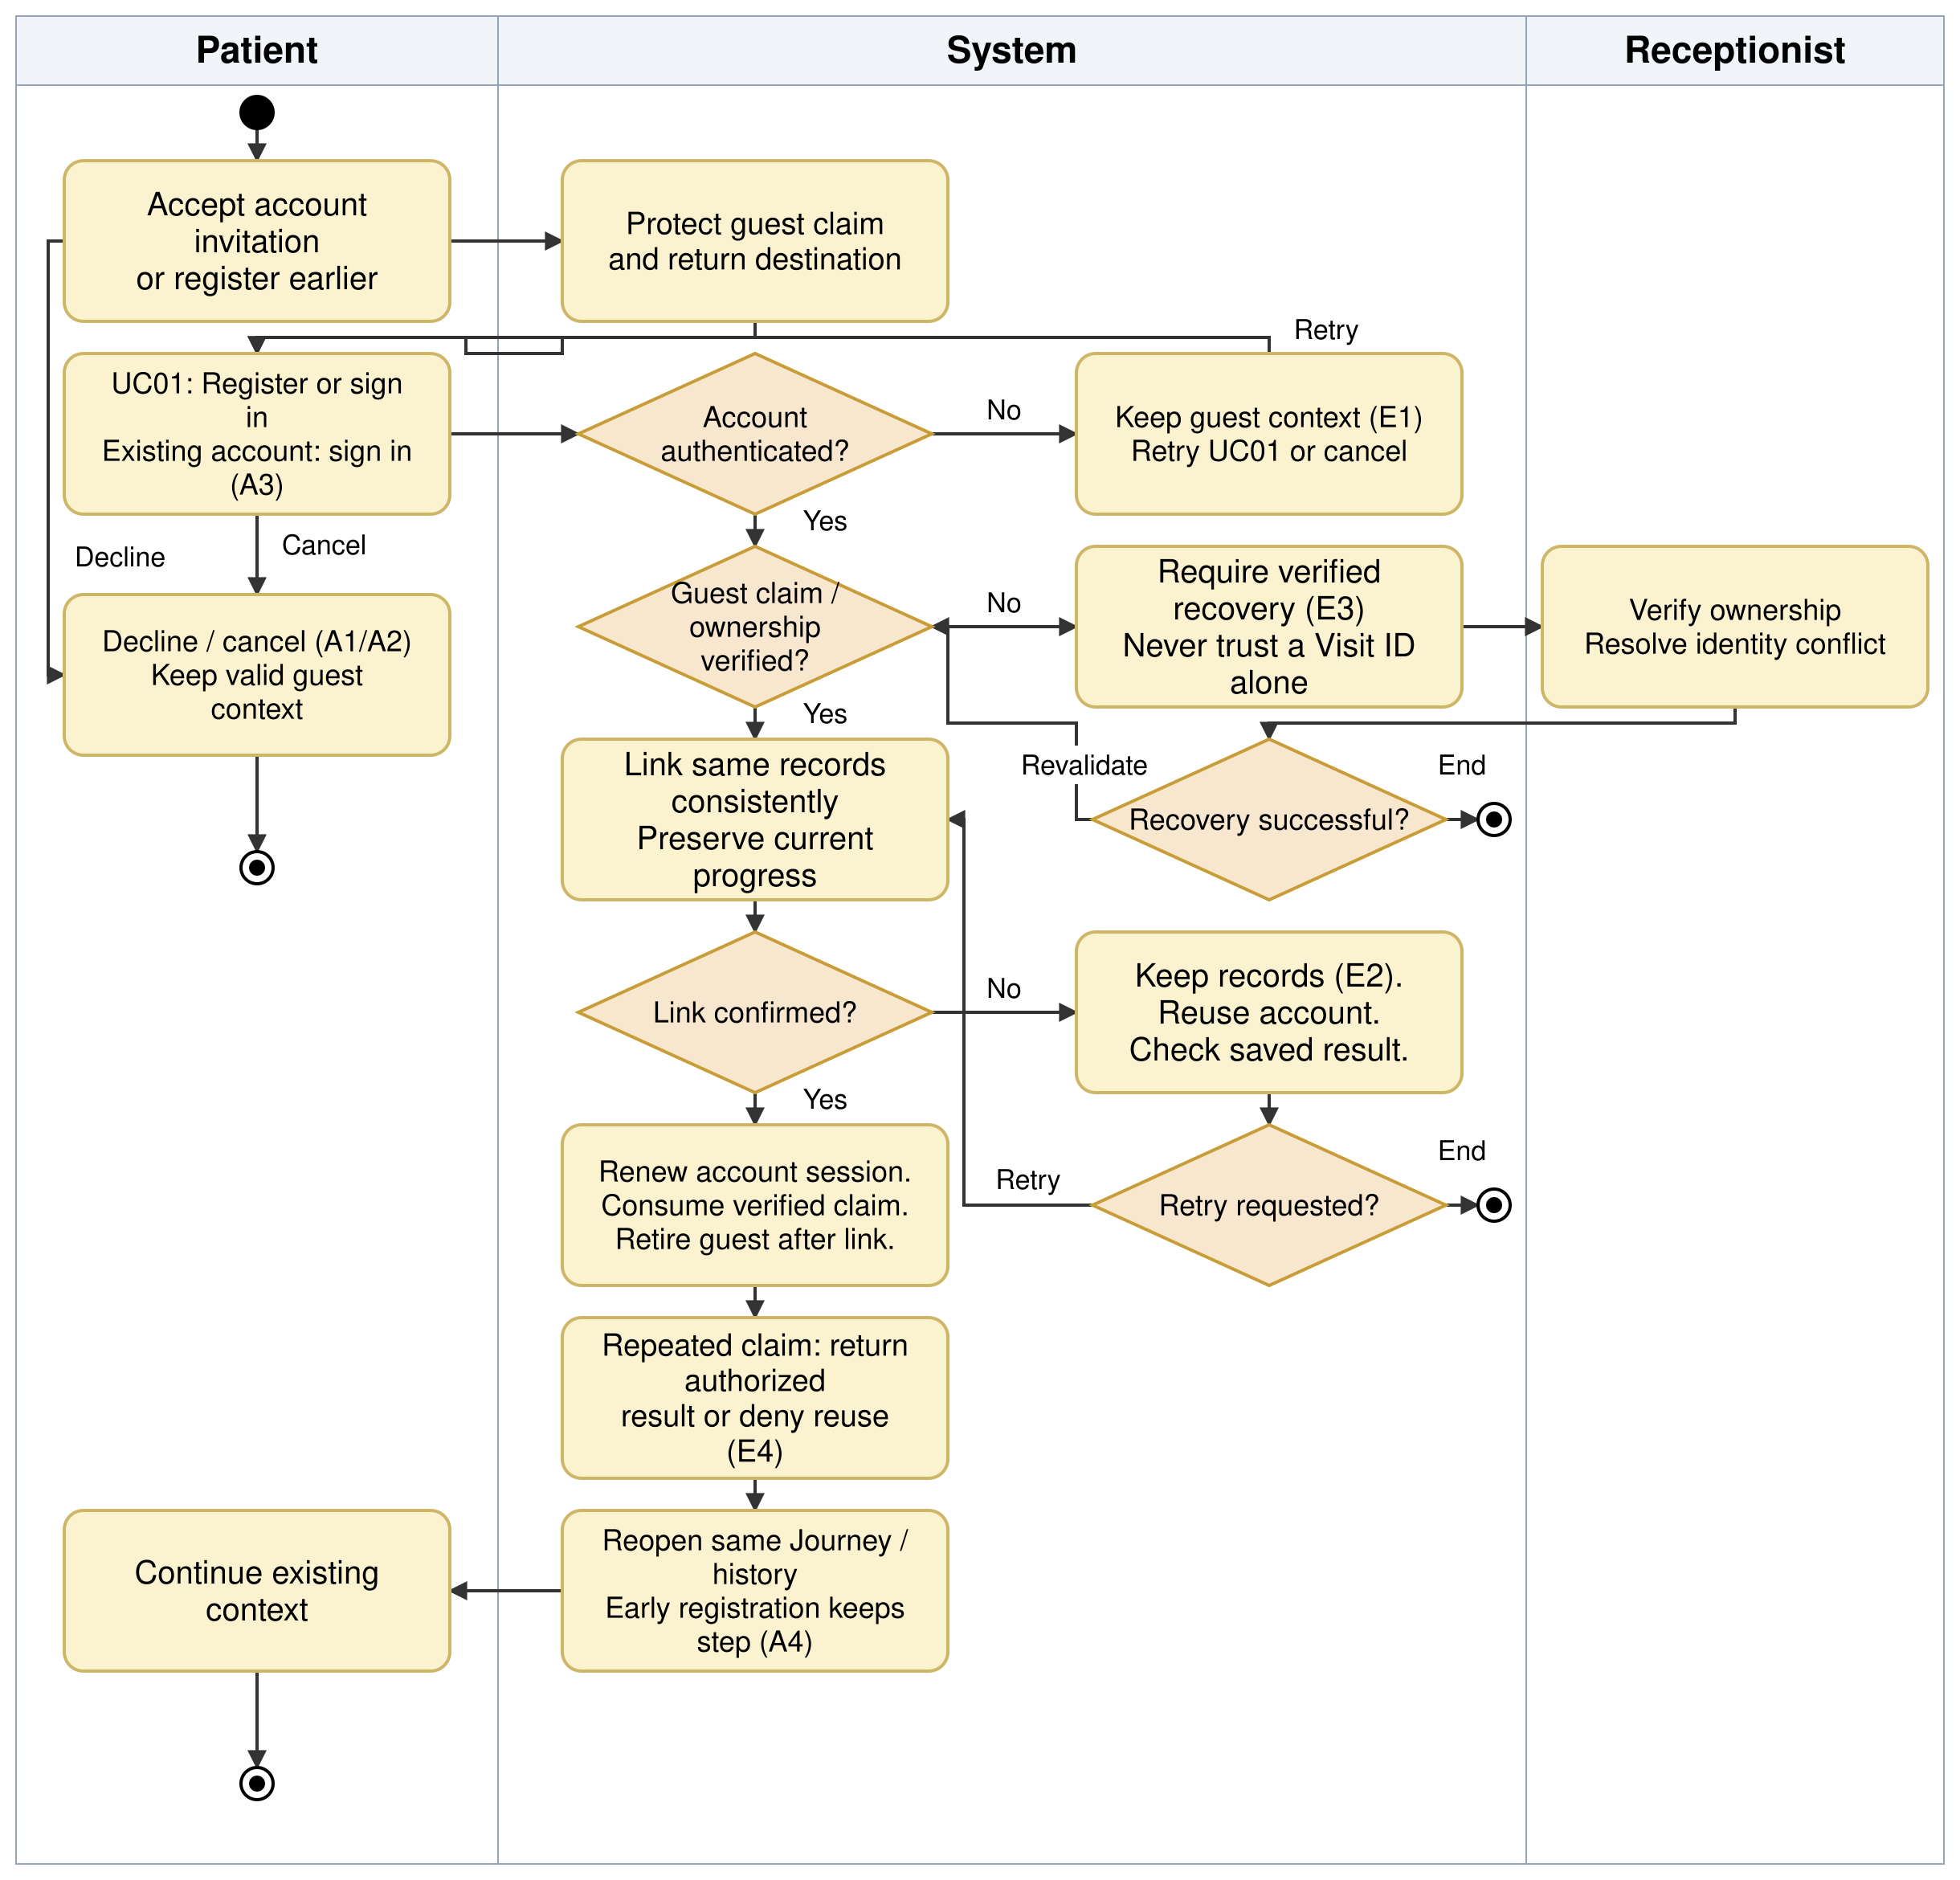 Patient
System
Receptionist
Accept account
invitation
or register earlier
Protect guest claim
and return destination
Retry
UC01: Register or sign
in
Existing account: sign in
(A3)
Account
authenticated?
No
Keep guest context (E1)
Retry UC01 or cancel
Yes
Decline
Cancel
Guest claim /
ownership
verified?
No
Require verified
recovery (E3)
Never trust a Visit ID
alone
Verify ownership
Resolve identity conflict
Decline / cancel (A1/A2)
Keep valid guest
context
Yes
Link same records
consistently
Preserve current
progress
Revalidate
Recovery successful?
End
Link confirmed?
No
Keep records (E2).
Reuse account.
Check saved result.
Yes
Renew account session.
Consume verified claim.
Retire guest after link.
Retry
Retry requested?
End
Repeated claim: return
authorized
result or deny reuse
(E4)
Continue existing
context
Reopen same Journey /
history
Early registration keeps
step (A4)